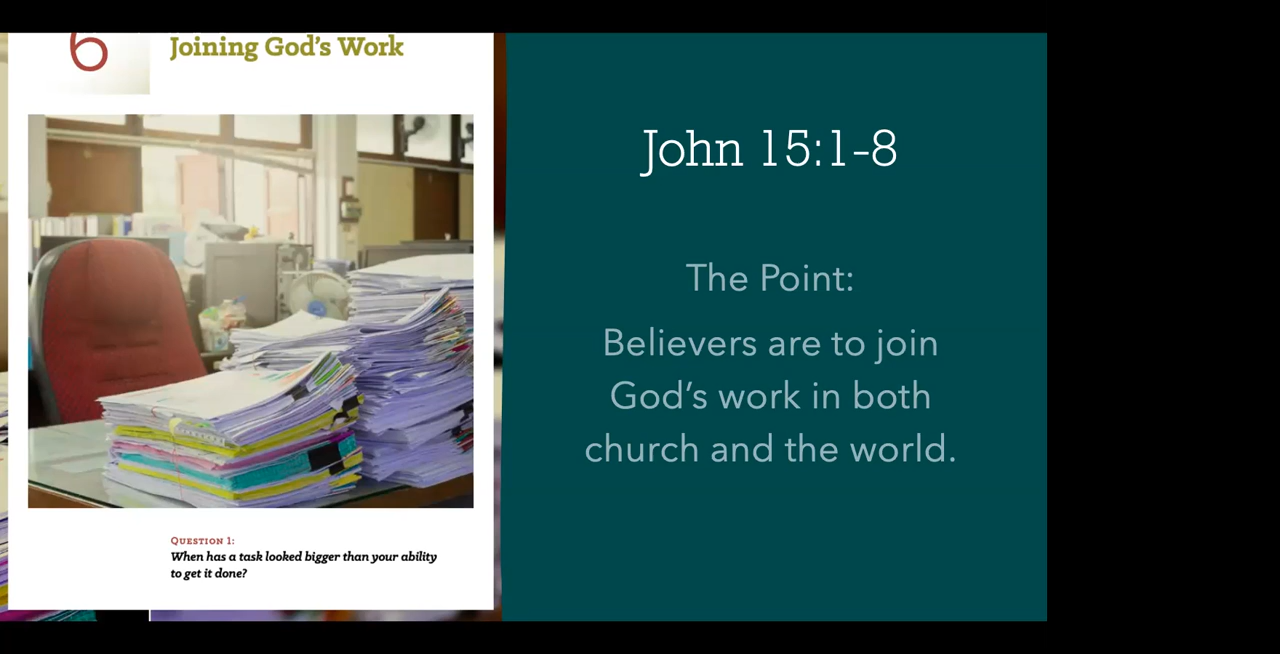 6
Joining God's Work
QUESTION 1:
When has a task looked bigger than your ability
to get it done?
John 15:1-8
The Point:
Believers are to join
God's work in both
church and the world.